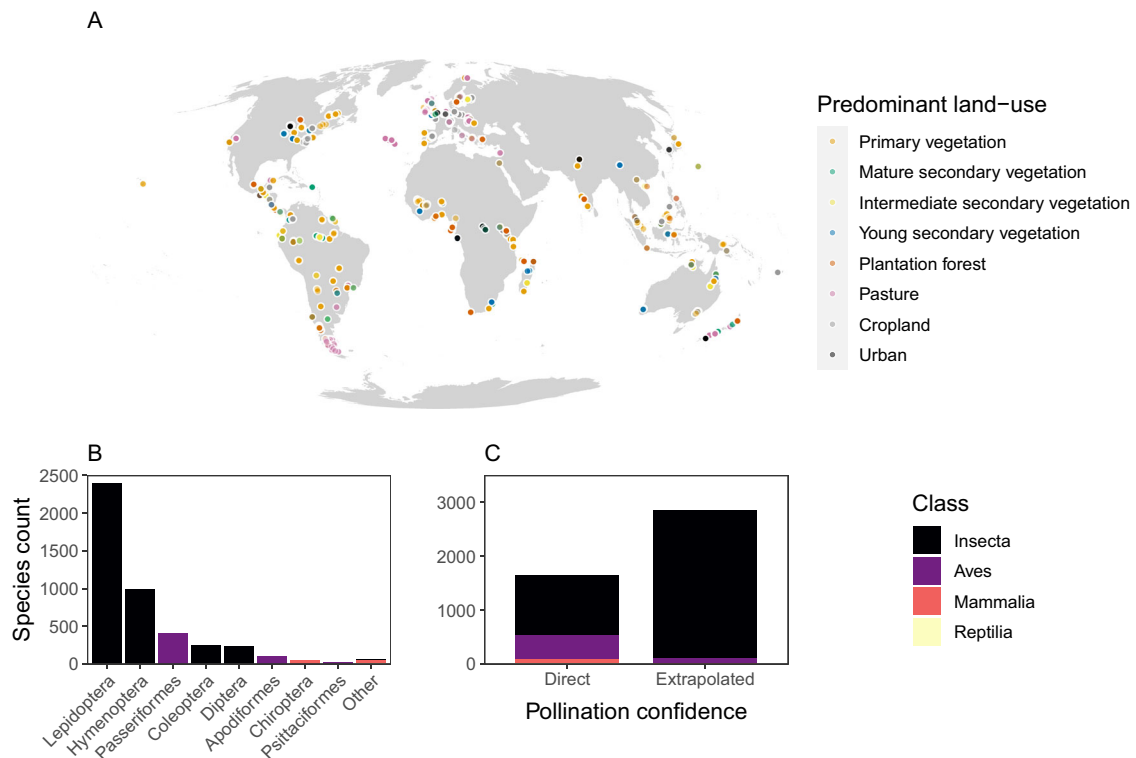 A
Predominant land−use
Primary vegetation
Mature secondary vegetation
Intermediate secondary vegetation
Young secondary vegetation
Plantation forest
Pasture
Cropland
Urban
B
Species count
2500
2000
1500
1000
500
0
Lepidoptera
Hymenoptera
Passeriformes
Coleoptera
Diptera
Apodiformes
Chiroptera
Psittaciformes
Other
C
3000
2000
1000
0
Direct
Extrapolated
Pollination confidence
Class
Insecta
Aves
Mammalia
Reptilia